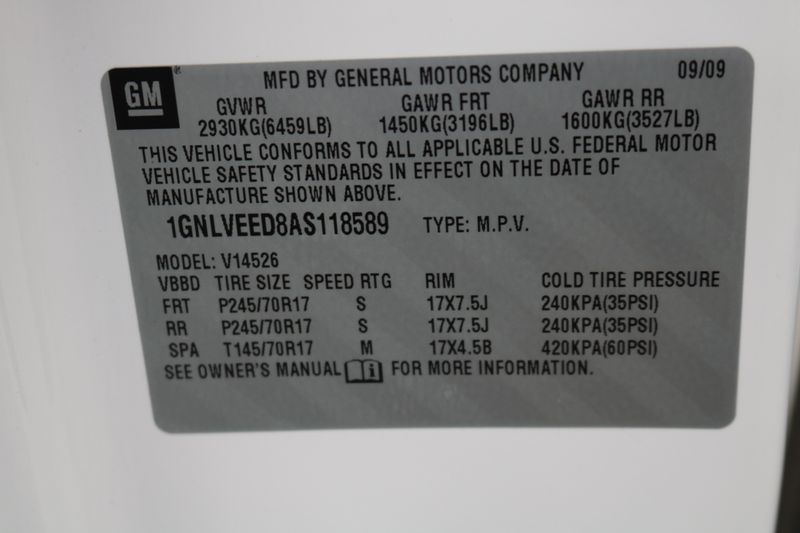 GM
MFD BY GENERAL MOTORS COMPANY 09/09
GVWR GAWR FRT GAWR RR
2930KG(6459LB) 1450KG(3196LB) 1600KG(3527LB)
THIS VEHICLE CONFORMS TO ALL APPLICABLE U.S. FEDERAL MOTOR
VEHICLE SAFETY STANDARDS IN EFFECT ON THE DATE OF
MANUFACTURE SHOWN ABOVE.
1GNLVEED8AS118589 TYPE: M.P.V.
MODEL: V14526
VBBD TIRE SIZE SPEED RTG RIM COLD TIRE PRESSURE
FRT P245/70R17 S 17X7.5J 240KPA(35PSI)
RR P245/70R17 S 17X7.5J 240KPA(35PSI)
SPA T145/70R17 M 17X4.5B 420KPA(60PSI)
SEE OWNER'S MANUAL i FOR MORE INFORMATION.